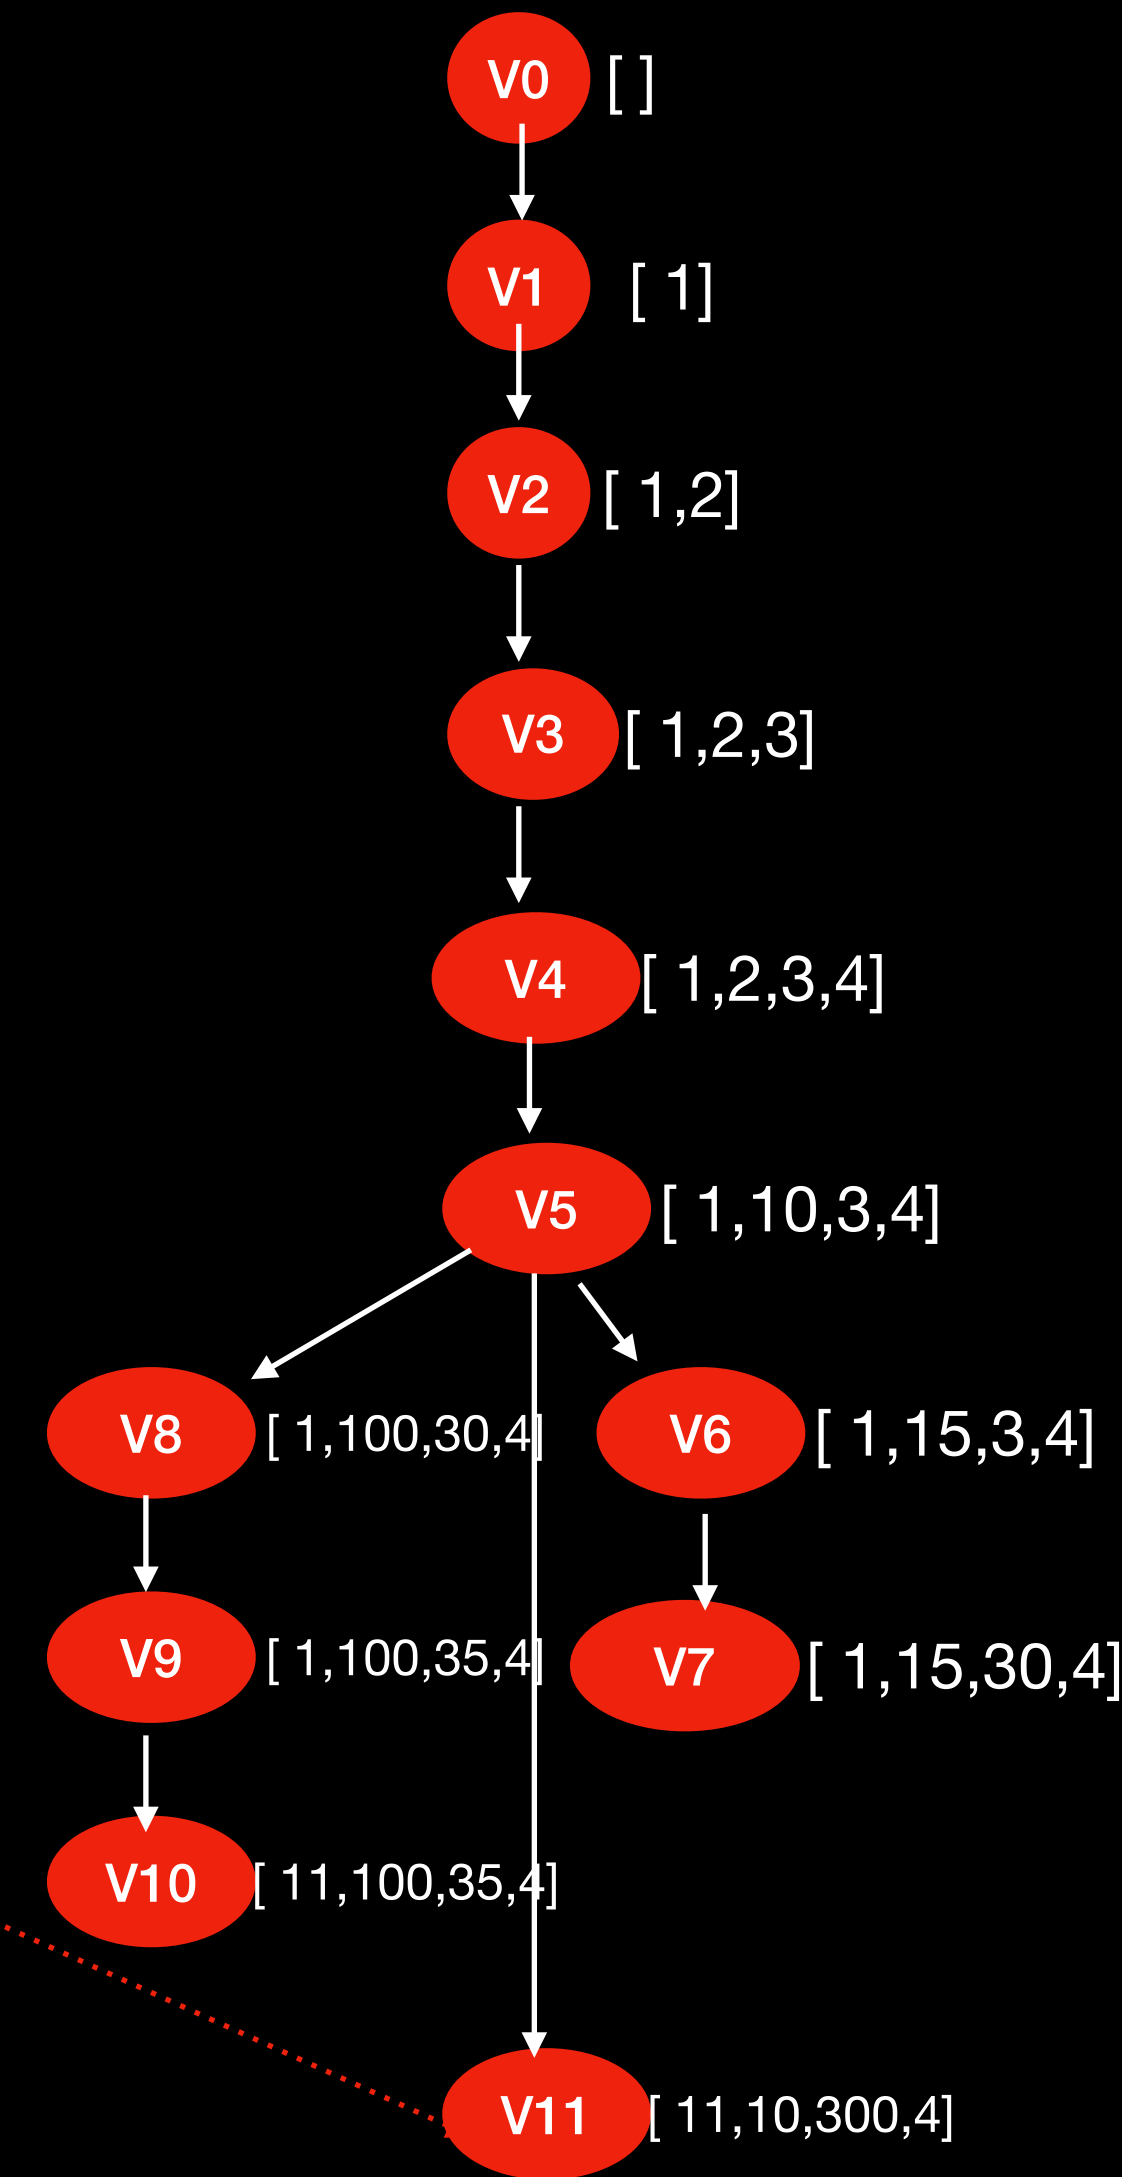 V0 [ ]
V1 [ 1]
V2 [ 1,2]
V3 [ 1,2,3]
V4 [ 1,2,3,4]
V5 [ 1,10,3,4]
V8 [ 1,100,30,4] V6 [ 1,15,3,4]
V9 [ 1,100,35,4] V7 [ 1,15,30,4]
V10 [ 11,100,35,4]
V11 [ 11,10,300,4]